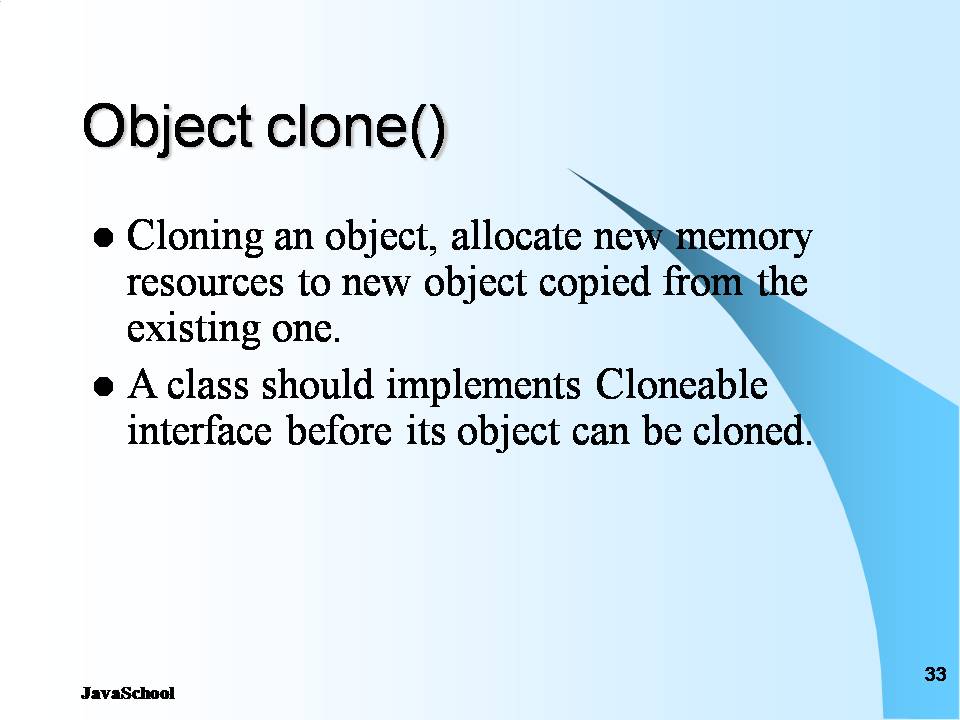 Object clone()
Cloning an object, allocate new memory
resources to new object copied from the
existing one.
A class should implements Cloneable
interface before its object can be cloned.
33
JavaSchool